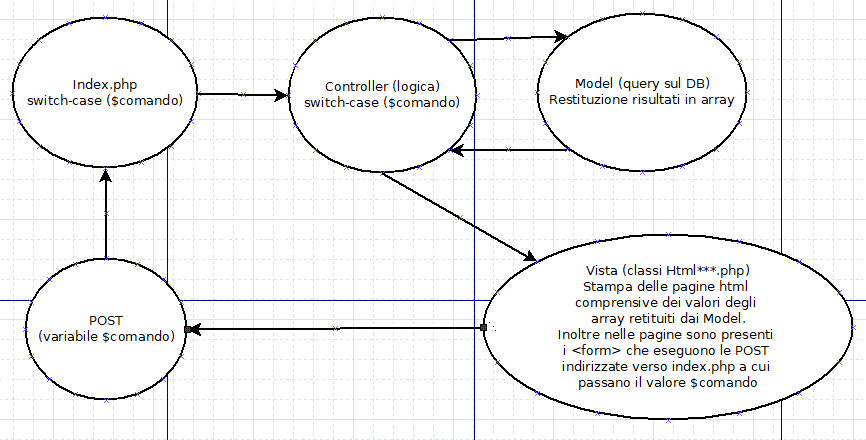 Index.php
switch-case ($comando)
Controller (logica)
switch-case ($comando)
Model (query sul DB)
Restituzione risultati in array
POST
(variabile $comando)
Vista (classi Html***.php)
Stampa delle pagine html
comprensive dei valori degli
array retituiti dai Model.
Inoltre nelle pagine sono presenti
i <form> che eseguono le POST
indirizzate verso index.php a cui
passano il valore $comando